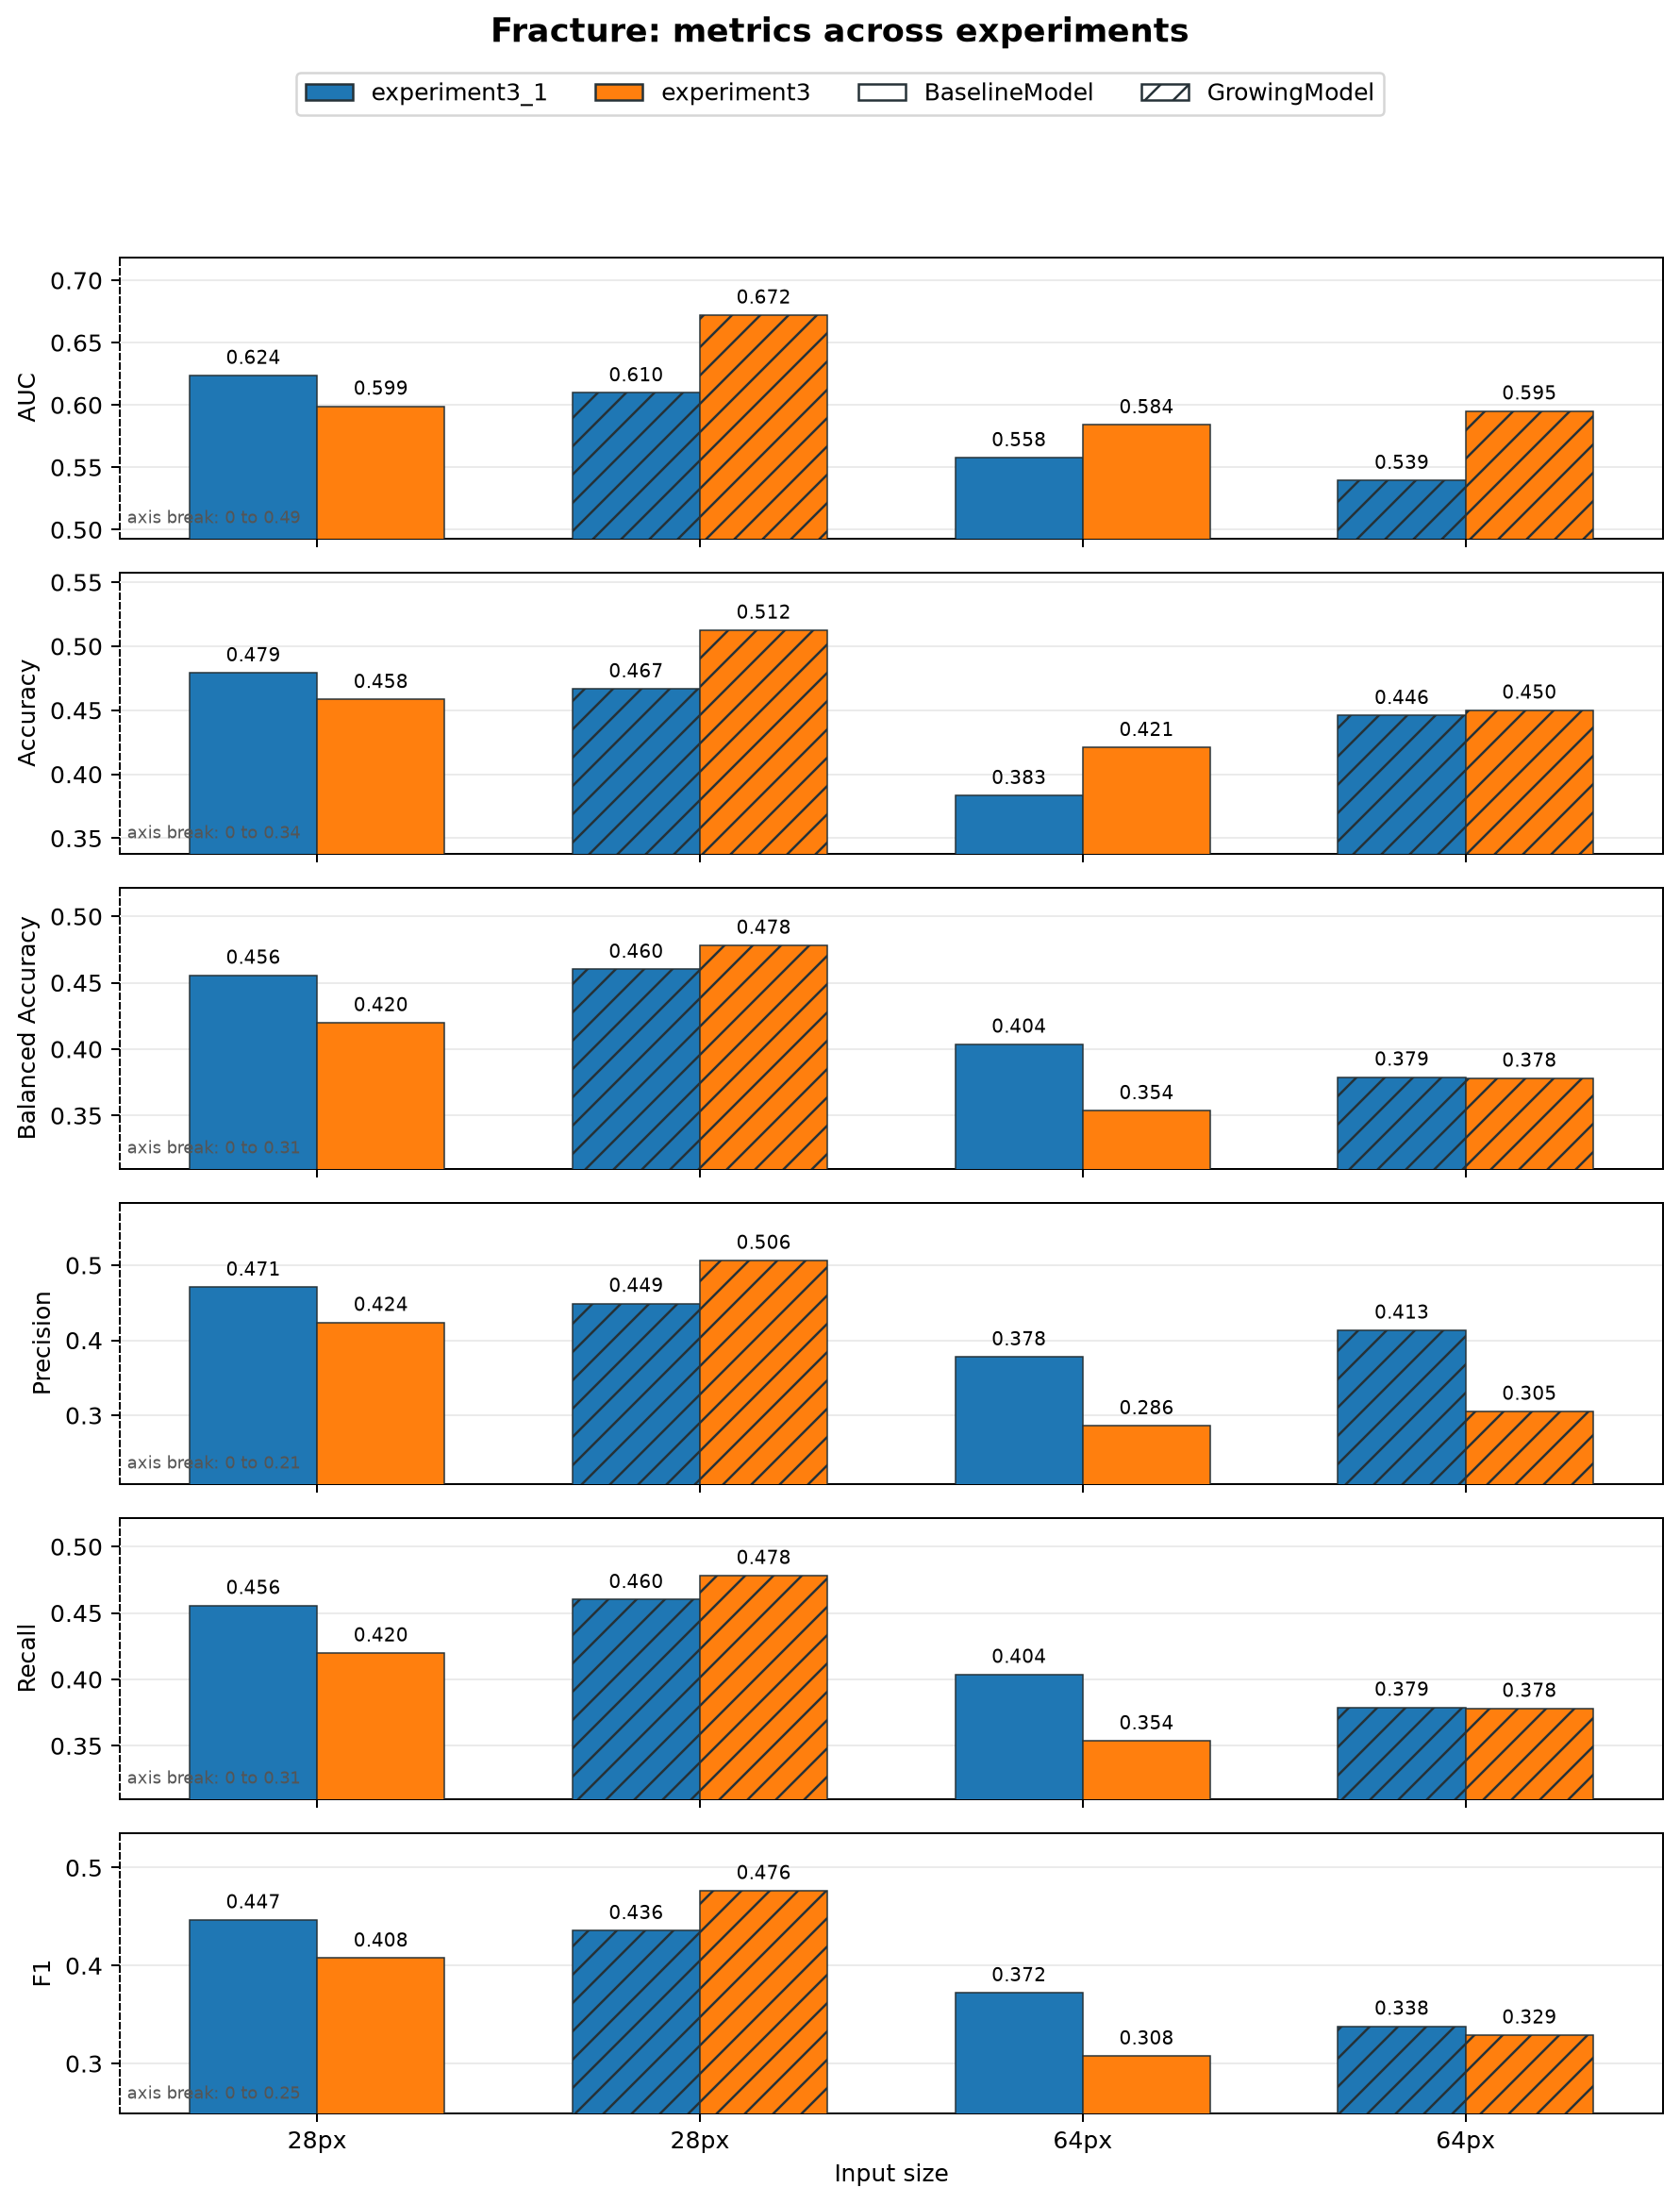 Fracture: metrics across experiments
experiment3_1 experiment3 BaselineModel GrowingModel
AUC
0.70
0.65
0.60
0.55
0.50
0.624 0.599 0.610 0.672 0.558 0.584 0.539 0.595
axis break: 0 to 0.49
Accuracy
0.55
0.50
0.45
0.40
0.35
0.479 0.458 0.467 0.512 0.383 0.421 0.446 0.450
axis break: 0 to 0.34
Balanced Accuracy
0.50
0.45
0.40
0.35
0.456 0.420 0.460 0.478 0.404 0.354 0.379 0.378
axis break: 0 to 0.31
Precision
0.5
0.4
0.3
0.471 0.424 0.449 0.506 0.378 0.286 0.413 0.305
axis break: 0 to 0.21
Recall
0.50
0.45
0.40
0.35
0.456 0.420 0.460 0.478 0.404 0.354 0.379 0.378
axis break: 0 to 0.31
F1
0.5
0.4
0.3
0.447 0.408 0.436 0.476 0.372 0.308 0.338 0.329
axis break: 0 to 0.25
28px 28px 64px 64px
Input size